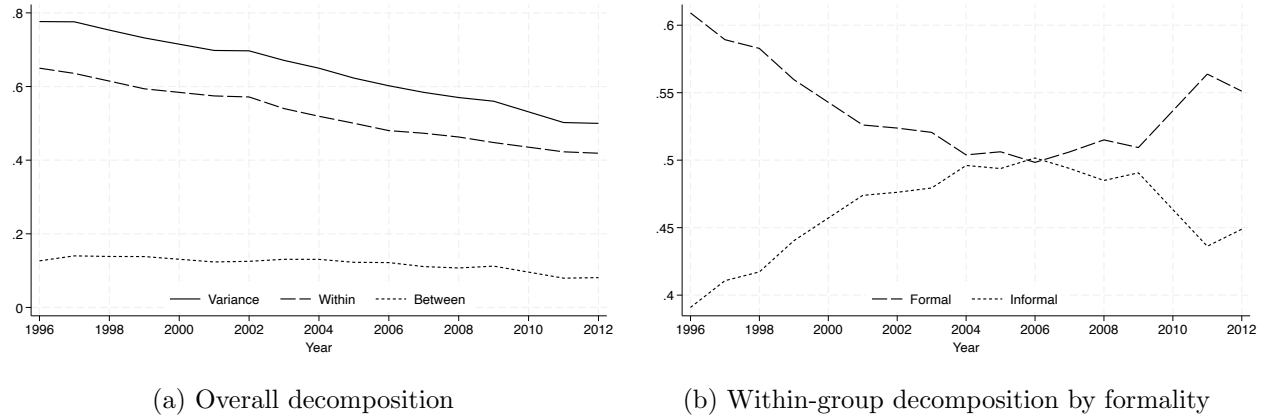 .8
.6
.4
.2
0
Variance Within Between
1996 1998 2000 2002 2004 2006 2008 2010 2012
Year
(a) Overall decomposition
.6
.55
.5
.45
.4
Formal Informal
1996 1998 2000 2002 2004 2006 2008 2010 2012
Year
(b) Within-group decomposition by formality